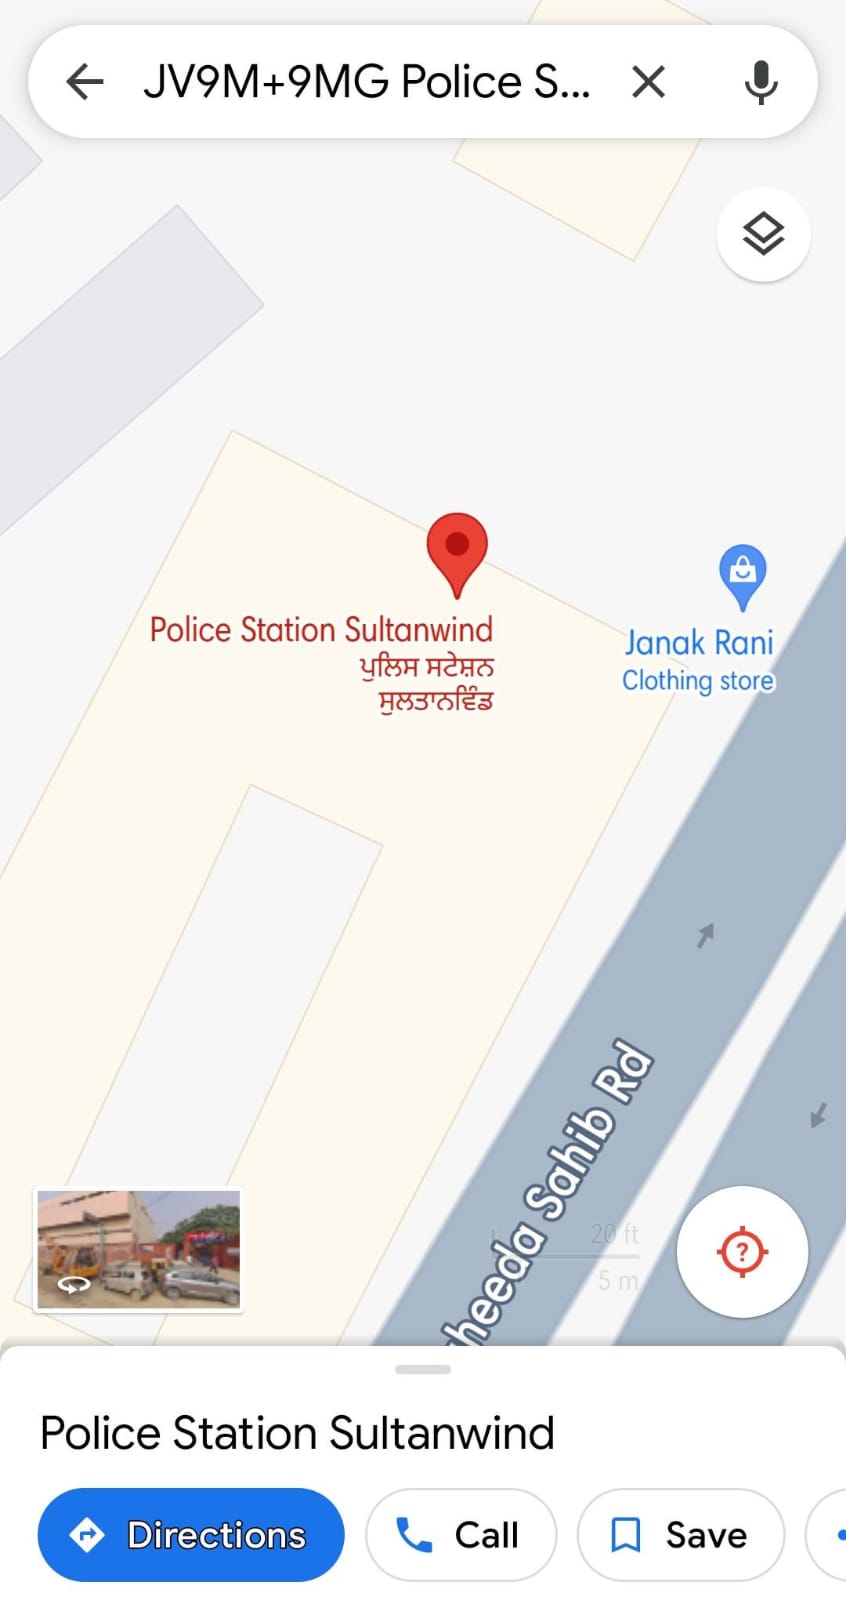 JV9M+9MG Police S...
Police Station Sultanwind
ਪੁਲਿਸ ਸਟੇਸ਼ਨ
ਸੁਲਤਾਨਵਿੰਡ
Janak Rani
Clothing store
heeda Sahib Rd
20 ft
5 m
?
Police Station Sultanwind
Directions
Call
Save